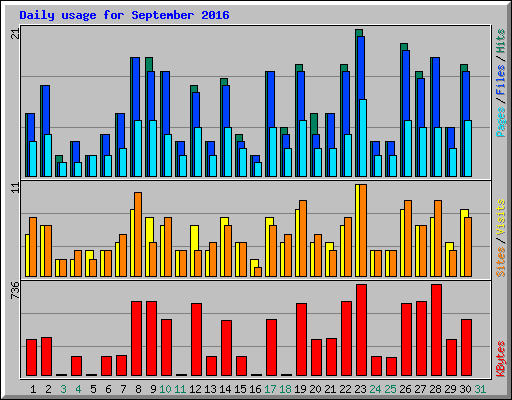 Daily usage for September 2016
21
Pages / Files / Hits
11
Sites / Visits
736
KBytes
1 2 3 4 5 6 7 8 9 10 11 12 13 14 15 16 17 18 19 20 21 22 23 24 25 26 27 28 29 30 31